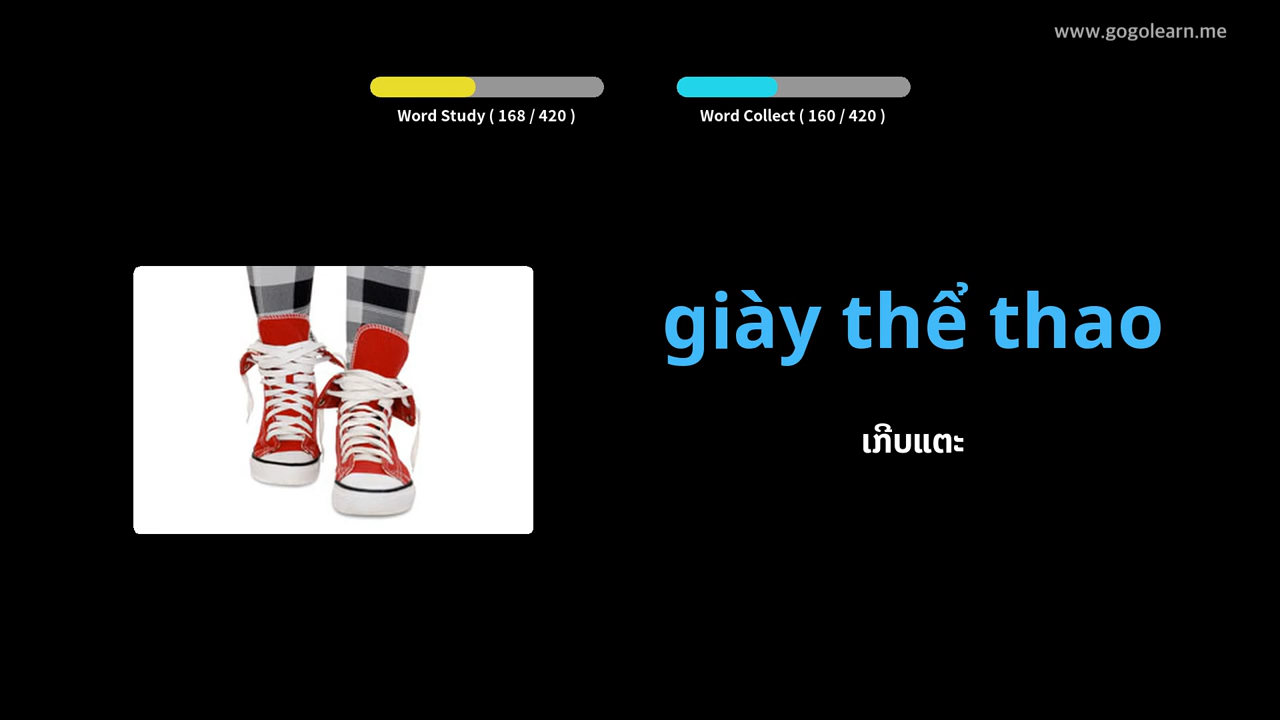 www.gogolearn.me
Word Study ( 168 / 420 )
Word Collect ( 160 / 420 )
giày thể thao
ເກີບແຕະ